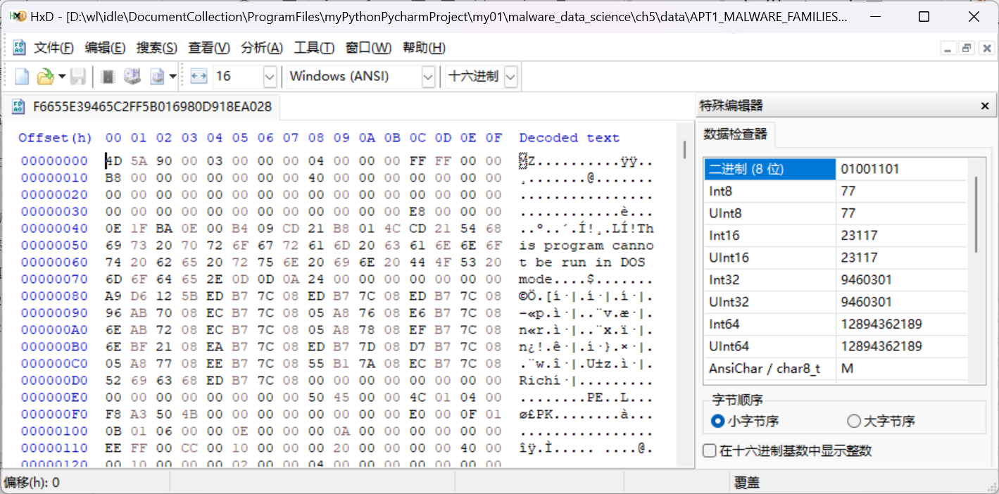 HxD - [D:\wl\idle\DocumentCollection\ProgramFiles\myPythonPycharmProject\my01\malware_data_science\ch5\data\APT1_MALWARE_FAMILIES...
文件(F) 编辑(E) 搜索(S) 查看(V) 分析(A) 工具(T) 窗口(W) 帮助(H)
16 Windows (ANSI) 十六进制
F6655E39465C2FF5B016980D918EA028
Offset(h) 00 01 02 03 04 05 06 07 08 09 0A 0B 0C 0D 0E 0F Decoded text
00000000 4D 5A 90 00 03 00 00 00 04 00 00 00 FF FF 00 00 MZ..........ÿÿ..
00000010 B8 00 00 00 00 00 00 00 40 00 00 00 00 00 00 00 ¸.......@.......
00000020 00 00 00 00 00 00 00 00 00 00 00 00 00 00 00 00 ................
00000030 00 00 00 00 00 00 00 00 00 00 00 00 E8 00 00 00 ............è...
00000040 0E 1F BA 0E 00 B4 09 CD 21 B8 01 4C CD 21 54 68 ..º..´.Í!¸.LÍ!Th
00000050 69 73 20 70 72 6F 67 72 61 6D 20 63 61 6E 6E 6F is program canno
00000060 74 20 62 65 20 72 75 6E 20 69 6E 20 44 4F 53 20 t be run in DOS
00000070 6D 6F 64 65 2E 0D 0D 0A 24 00 00 00 00 00 00 00 mode....$.......
00000080 A9 D6 12 5B ED B7 7C 08 ED B7 7C 08 ED B7 7C 08 ©Ö.[í·|.í·|.í·|.
00000090 96 AB 70 08 EC B7 7C 08 05 A8 76 08 E6 B7 7C 08 –«p.ì·|..¨v.æ·|.
000000A0 6E AB 72 08 EC B7 7C 08 05 A8 78 08 EF B7 7C 08 n«r.ì·|..¨x.ï·|.
000000B0 6E BF 21 08 EA B7 7C 08 ED B7 7D 08 D7 B7 7C 08 n¿!.ê·|.í·}.×·|.
000000C0 05 A8 77 08 EE B7 7C 08 55 B1 7A 08 EC B7 7C 08 .¨w.î·|.U±z.ì·|.
000000D0 52 69 63 68 ED B7 7C 08 00 00 00 00 00 00 00 00 Richí·|.........
000000E0 00 00 00 00 00 00 00 00 50 45 00 00 4C 01 04 00 ........PE..L...
000000F0 F8 A3 50 4B 00 00 00 00 00 00 00 00 E0 00 0F 01 ø£PK........à...
00000100 0B 01 06 00 00 0E 00 00 00 0A 00 00 00 00 00 00 ................
00000110 EE FF 00 CC 00 10 00 00 00 20 00 00 00 00 40 00 îÿ.Ì..... ....@.
00000120 00 10 00 00 00 02 00 00 04 00 00 00 00 00 00 00
特殊编辑器
数据检查器
二进制 (8 位) 01001101
Int8 77
UInt8 77
Int16 23117
UInt16 23117
Int32 9460301
UInt32 9460301
Int64 12894362189
UInt64 12894362189
AnsiChar / char8_t M
字节顺序
小字节序 大字节序
在十六进制基数中显示整数
偏移(h): 0 覆盖